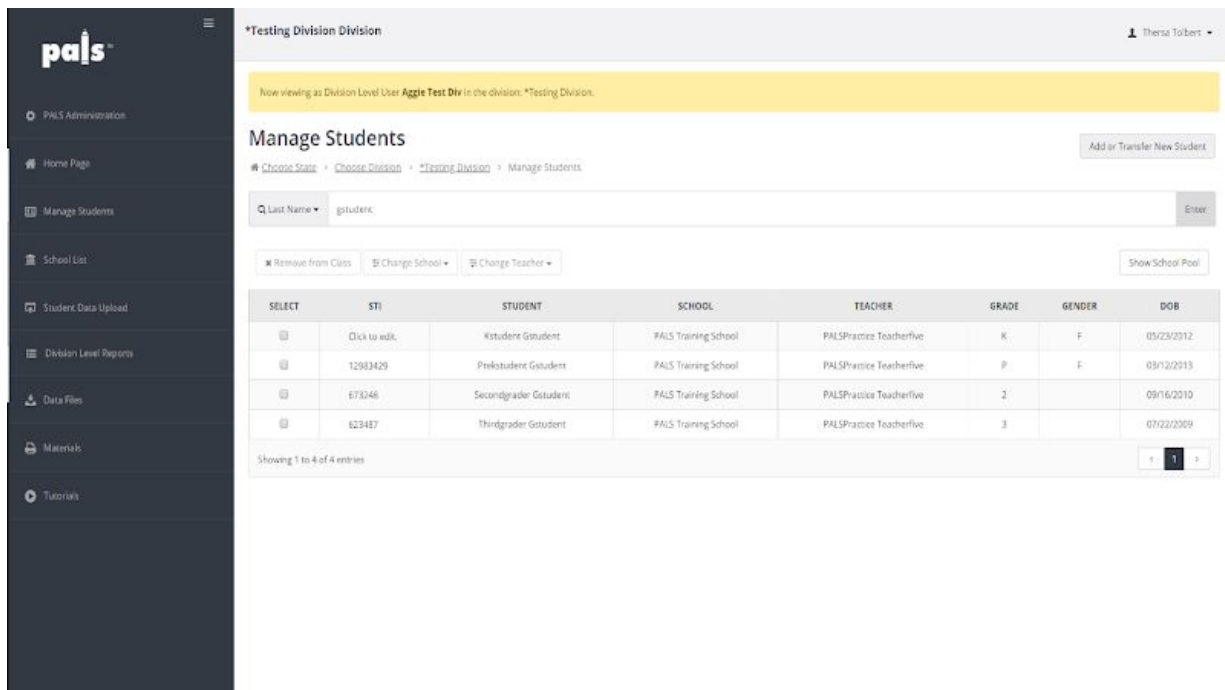 pals
*Testing Division Division
Thersa Tolbert
PALS Administration
Home Page
Manage Students
School List
Student Data Upload
Division Level Reports
Data Files
Materials
Tutorials
Now viewing as Division Level User Aggie Test Div in the division: *Testing Division.
Manage Students
Add or Transfer New Student
Choose State > Choose Division > *Testing Division > Manage Students
Last Name gstudent Enter
Remove from Class Change School Change Teacher Show School Pool
SELECT STI STUDENT SCHOOL TEACHER GRADE GENDER DOB
Click to edit. Kstudent Gstudent PALS Training School PALSPractice Teacherfive K F 05/23/2012
12983429 Prekstudent Gstudent PALS Training School PALSPractice Teacherfive P F 03/12/2013
673246 Secondgrader Gstudent PALS Training School PALSPractice Teacherfive 2 09/16/2010
623487 Thirdgrader Gstudent PALS Training School PALSPractice Teacherfive 3 07/22/2009
Showing 1 to 4 of 4 entries
< 1 >